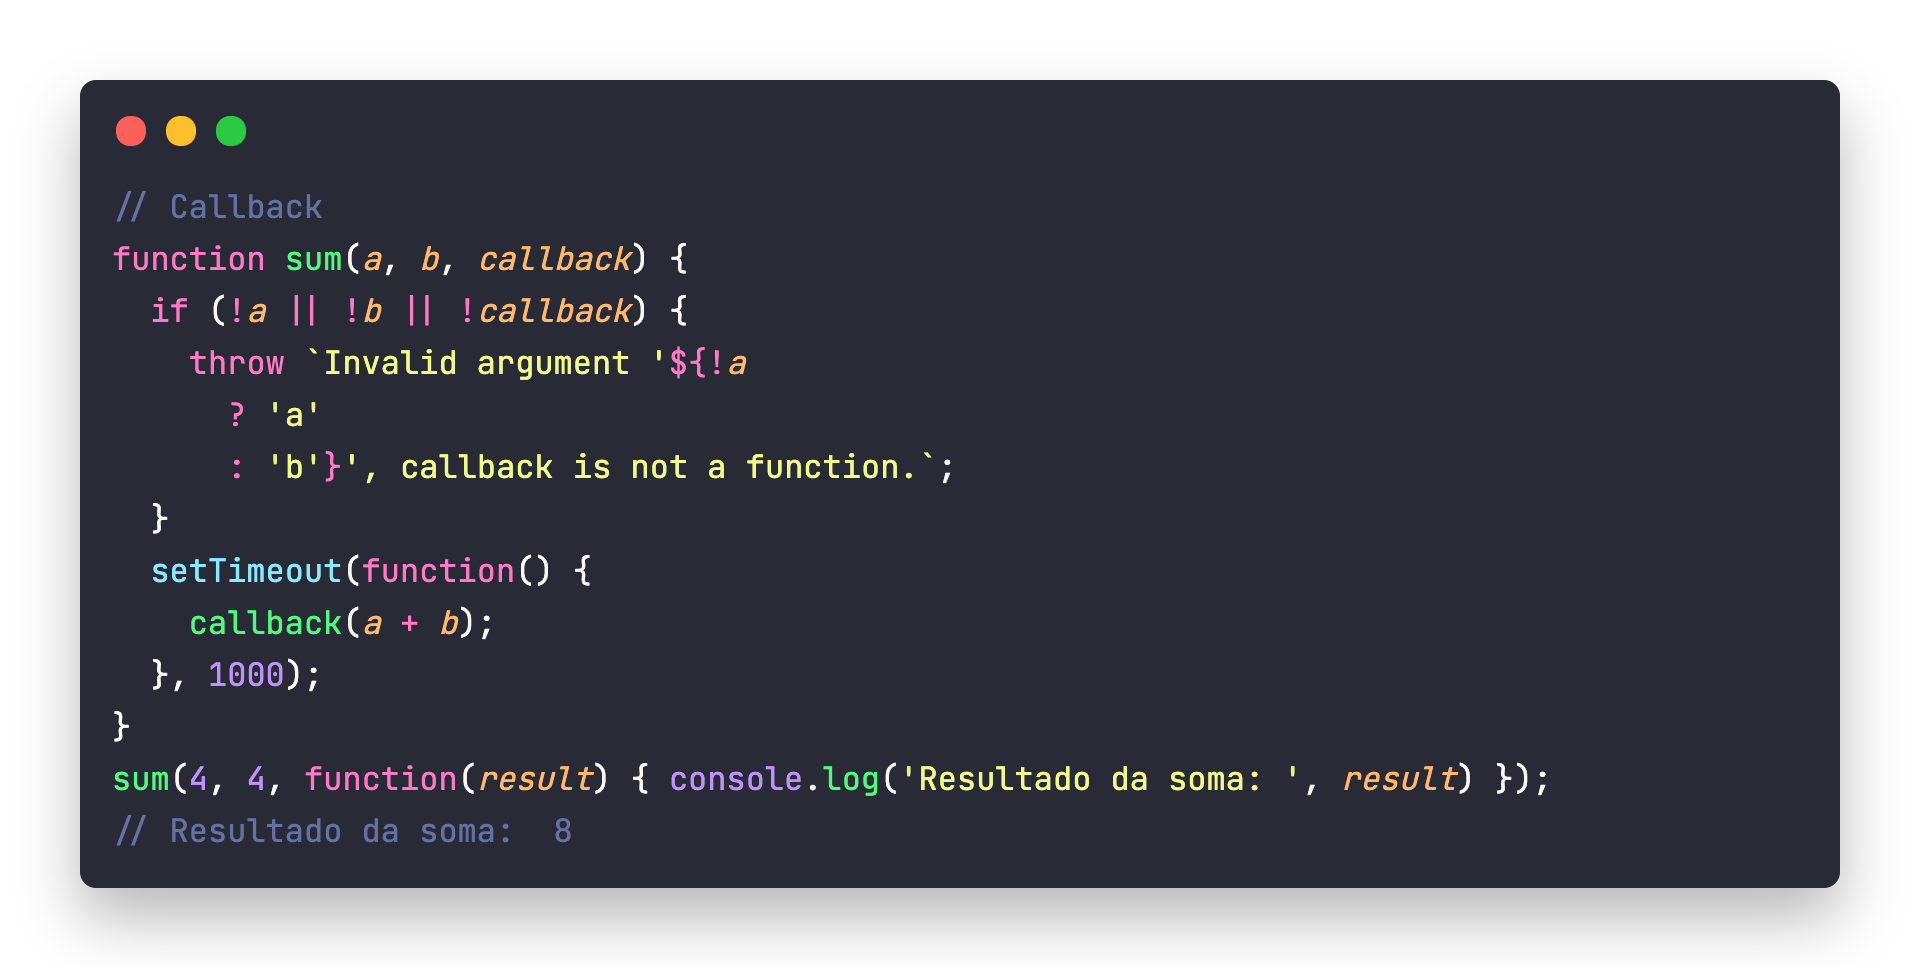 // Callback
function sum(a, b, callback) {
  if (!a || !b || !callback) {
    throw `Invalid argument '${!a
      ? 'a'
      : 'b'}', callback is not a function.`;
  }
  setTimeout(function() {
    callback(a + b);
  }, 1000);
}
sum(4, 4, function(result) { console.log('Resultado da soma: ', result) });
// Resultado da soma:  8